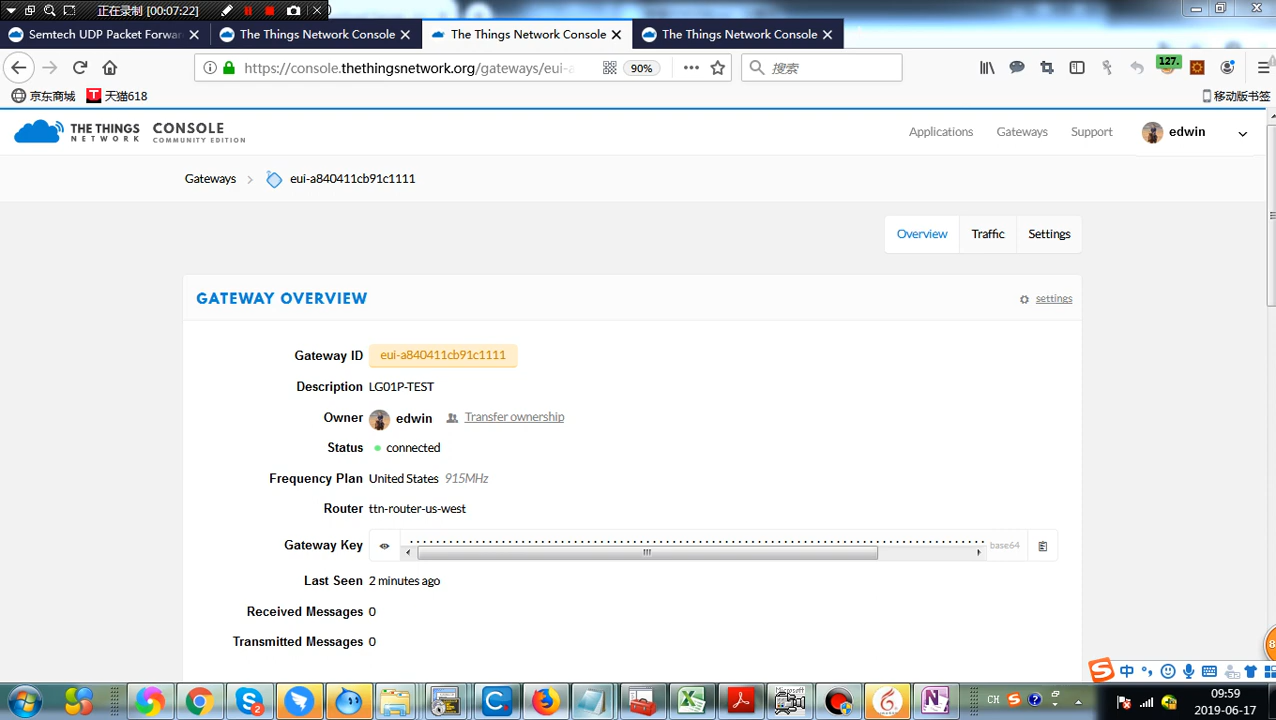 正在录制 [00:07:22]
Semtech UDP Packet Forwar
The Things Network Console
The Things Network Console
The Things Network Console
https://console.thethingsnetwork.org/gateways/eui-a
90%
搜索
127.
京东商城
天猫618
移动版书签
THE THINGS NETWORK
CONSOLE
COMMUNITY EDITION
Applications
Gateways
Support
edwin
Gateways
eui-a840411cb91c1111
Overview
Traffic
Settings
GATEWAY OVERVIEW
settings
Gateway ID eui-a840411cb91c1111
Description LG01P-TEST
Owner edwin Transfer ownership
Status connected
Frequency Plan United States 915MHz
Router ttn-router-us-west
Gateway Key base64
Last Seen 2 minutes ago
Received Messages 0
Transmitted Messages 0
中
CH
09:59
2019-06-17